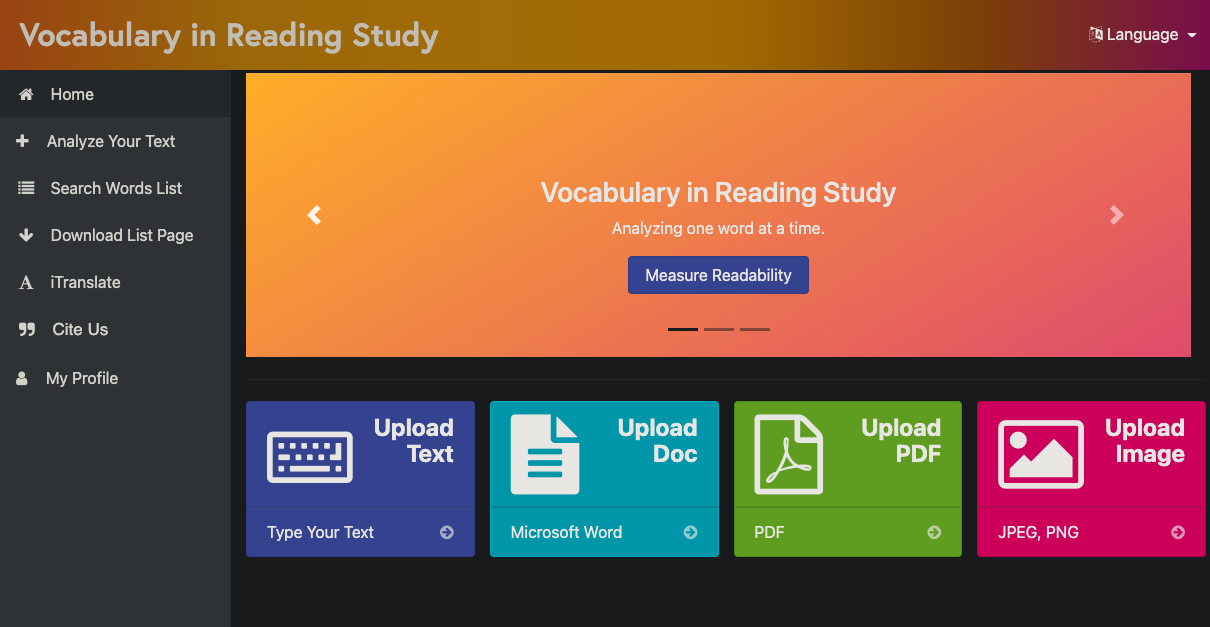 Vocabulary in Reading Study
Language
Home
Analyze Your Text
Search Words List
Download List Page
iTranslate
Cite Us
My Profile
Vocabulary in Reading Study
Analyzing one word at a time.
Measure Readability
Upload
Text
Type Your Text
Upload
Doc
Microsoft Word
Upload
PDF
PDF
Upload
Image
JPEG, PNG